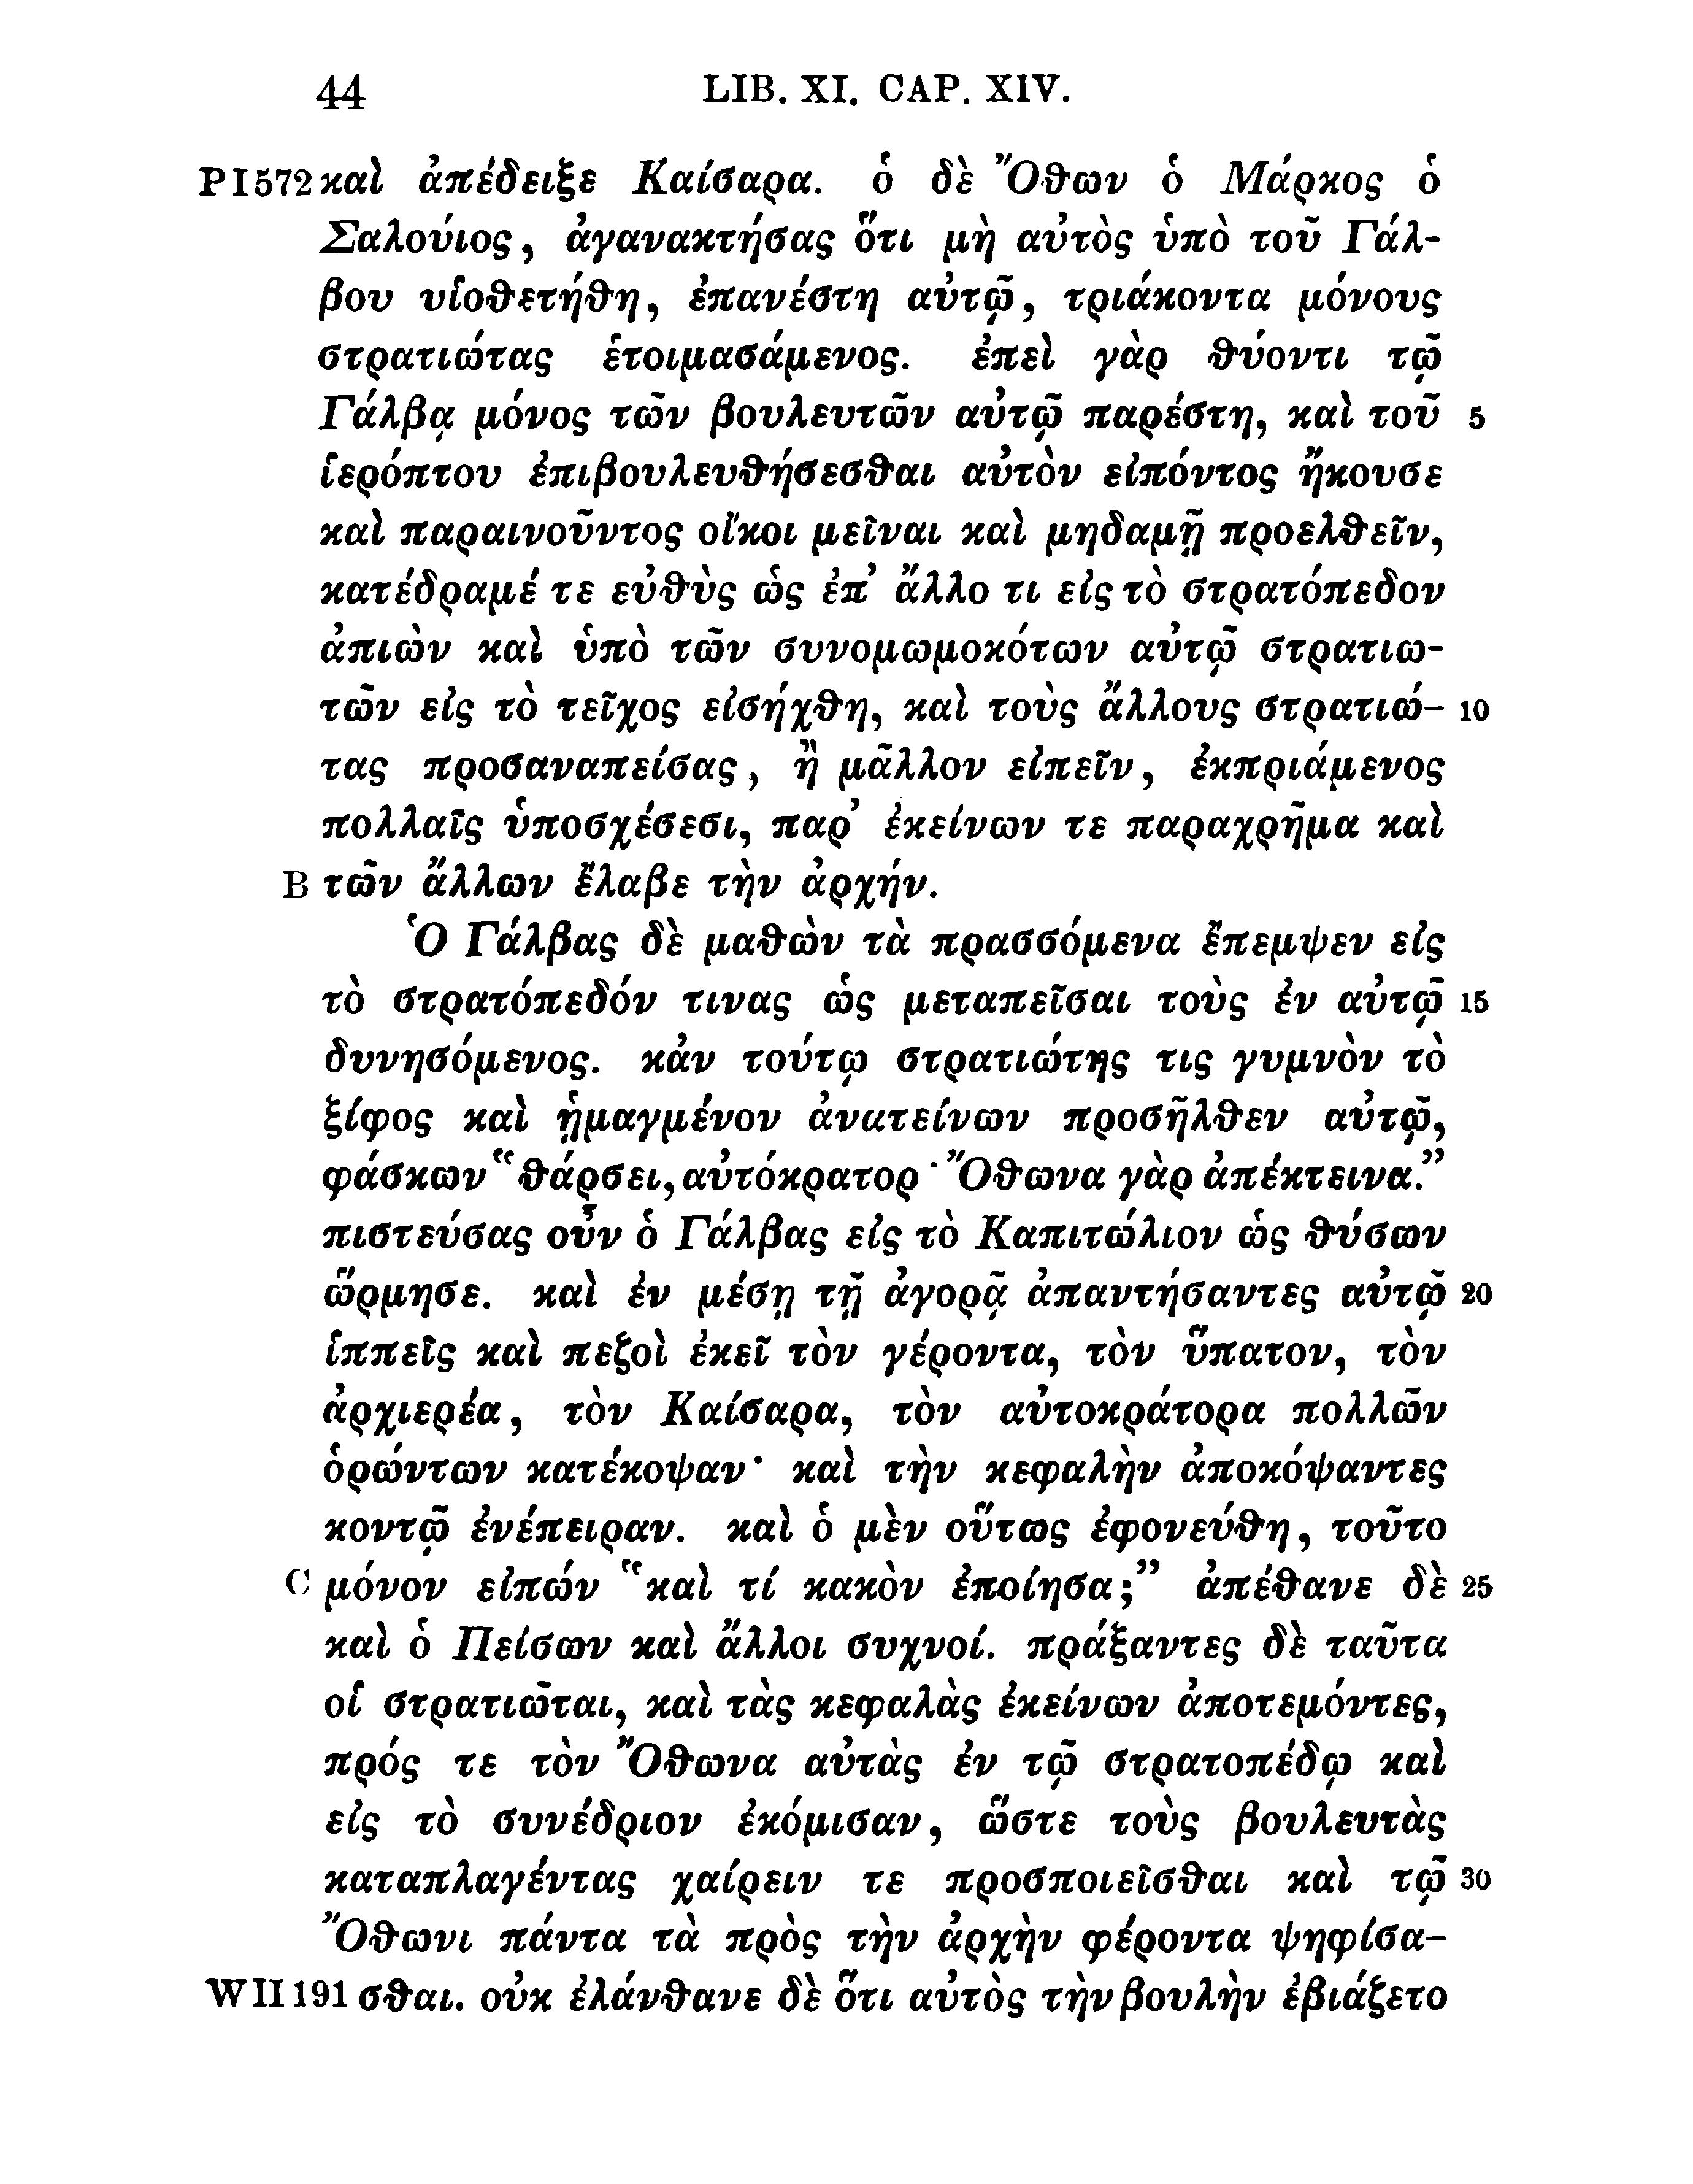 44 LIB. XI. CAP. XIV.
P I 572 καὶ ἀπέδειξε Καίσαρα. ὁ δὲ Ὄθων ὁ Μάρκος ὁ
Σαλούιος, ἀγανακτήσας ὅτι μὴ αὐτὸς ὑπὸ τοῦ Γάλ-
βου υἱοθετήθη, ἐπανέστη αὐτῷ, τριάκοντα μόνους
στρατιώτας ἑτοιμασάμενος. ἐπεὶ γὰρ θύοντι τῷ
Γάλβᾳ μόνος τῶν βουλευτῶν αὐτῷ παρέστη, καὶ τοῦ 5
ἱερόπτου ἐπιβουλευθήσεσθαι αὐτὸν εἰπόντος ἤκουσε
καὶ παραινοῦντος οἴκοι μεῖναι καὶ μηδαμῇ προελθεῖν,
κατέδραμέ τε εὐθὺς ὡς ἐπ' ἄλλο τι εἰς τὸ στρατόπεδον
ἀπιὼν καὶ ὑπὸ τῶν συνομωμοκότων αὐτῷ στρατιω-
τῶν εἰς τὸ τεῖχος εἰσήχθη, καὶ τοὺς ἄλλους στρατιώ- 10
τας προσαναπείσας, ἢ μᾶλλον εἰπεῖν, ἐκπριάμενος
πολλαῖς ὑποσχέσεσι, παρ' ἐκείνων τε παραχρῆμα καὶ
B τῶν ἄλλων ἔλαβε τὴν ἀρχήν.
Ὁ Γάλβας δὲ μαθὼν τὰ πρασσόμενα ἔπεμψεν εἰς
τὸ στρατόπεδόν τινας ὡς μεταπεῖσαι τοὺς ἐν αὐτῷ 15
δυνησόμενος. κἀν τούτῳ στρατιώτης τις γυμνὸν τὸ
ξίφος καὶ ᾑμαγμένον ἀνατείνων προσῆλθεν αὐτῷ,
φάσκων “θάρσει, αὐτόκρατορ· Ὄθωνα γὰρ ἀπέκτεινα.”
πιστεύσας οὖν ὁ Γάλβας εἰς τὸ Καπιτώλιον ὡς θύσων
ὥρμησε. καὶ ἐν μέσῃ τῇ ἀγορᾷ ἀπαντήσαντες αὐτῷ 20
ἱππεῖς καὶ πεζοὶ ἐκεῖ τὸν γέροντα, τὸν ὕπατον, τὸν
ἀρχιερέα, τὸν Καίσαρα, τὸν αὐτοκράτορα πολλῶν
ὁρώντων κατέκοψαν· καὶ τὴν κεφαλὴν ἀποκόψαντες
κοντῷ ἐνέπειραν. καὶ ὁ μὲν οὕτως ἐφονεύθη, τοῦτο
C μόνον εἰπών “καὶ τί κακὸν ἐποίησα;” ἀπέθανε δὲ 25
καὶ ὁ Πείσων καὶ ἄλλοι συχνοί. πράξαντες δὲ ταῦτα
οἱ στρατιῶται, καὶ τὰς κεφαλὰς ἐκείνων ἀποτεμόντες,
πρός τε τὸν Ὄθωνα αὐτὰς ἐν τῷ στρατοπέδῳ καὶ
εἰς τὸ συνέδριον ἐκόμισαν, ὥστε τοὺς βουλευτὰς
καταπλαγέντας χαίρειν τε προσποιεῖσθαι καὶ τῷ 30
Ὄθωνι πάντα τὰ πρὸς τὴν ἀρχὴν φέροντα ψηφίσα-
W II 191 σθαι. οὐκ ἐλάνθανε δὲ ὅτι αὐτὸς τὴν βουλὴν ἐβιάζετο